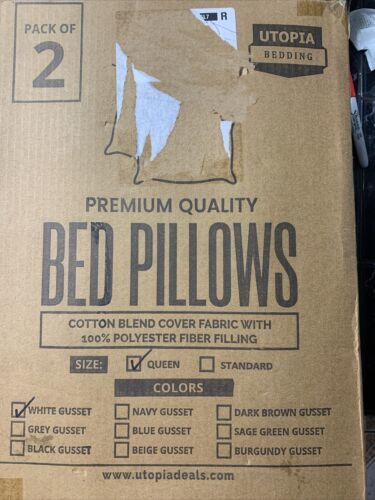 PACK OF
2
R
UTOPIA
BEDDING
PREMIUM QUALITY
BED PILLOWS
COTTON BLEND COVER FABRIC WITH
100% POLYESTER FIBER FILLING
SIZE: QUEEN STANDARD
COLORS
WHITE GUSSET NAVY GUSSET DARK BROWN GUSSET
GREY GUSSET BLUE GUSSET SAGE GREEN GUSSET
BLACK GUSSET BEIGE GUSSET BURGUNDY GUSSET
www.utopiadeals.com